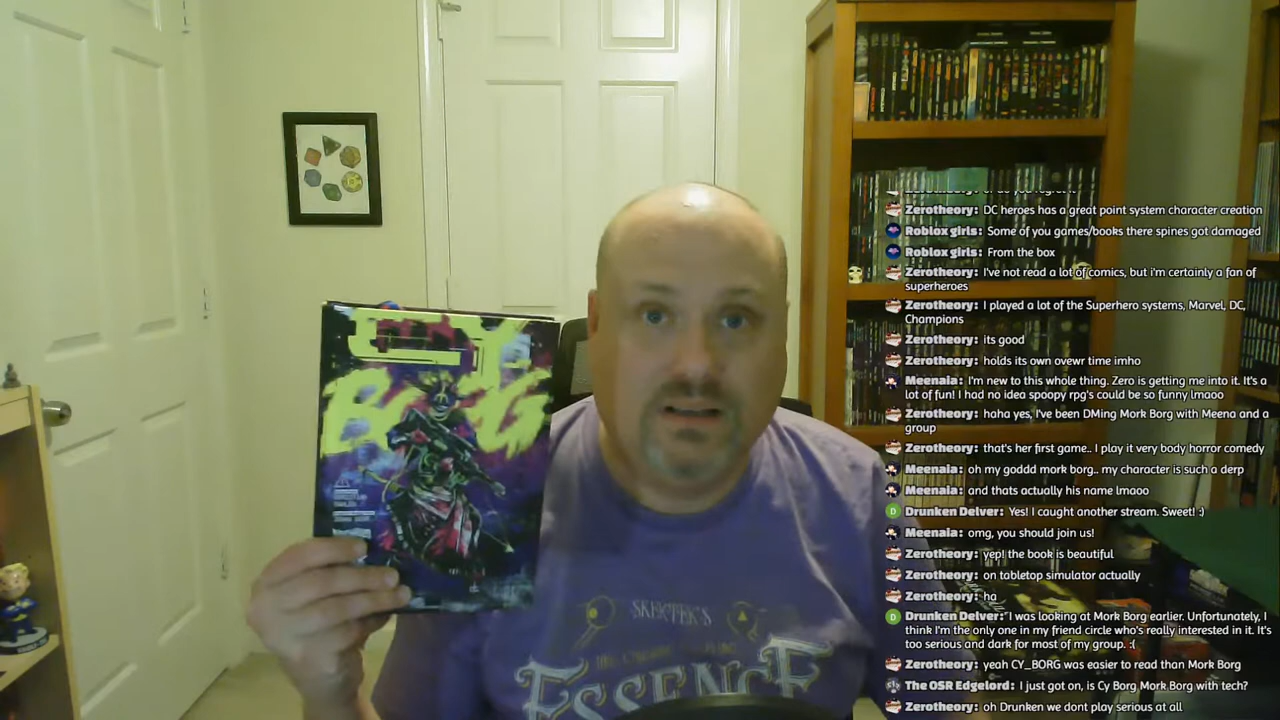 CY
BORG
SKEKTEK'S
ESSENCE
Zerotheory: or do you regret it
Zerotheory: DC heroes has a great point system character creation
Roblox girls: Some of you games/books there spines got damaged
Roblox girls: From the box
Zerotheory: I've not read a lot of comics, but i'm certainly a fan of
superheroes
Zerotheory: I played a lot of the Superhero systems, Marvel, DC,
Champions
Zerotheory: its good
Zerotheory: holds its own ovewr time imho
Meenaia: I'm new to this whole thing. Zero is getting me into it. It's a
lot of fun! I had no idea spoopy rpg's could be so funny lmaoo
Zerotheory: haha yes, I've been DMing Mork Borg with Meena and a
group
Zerotheory: that's her first game.. I play it very body horror comedy
Meenaia: oh my goddd mork borg.. my character is such a derp
Meenaia: and thats actually his name lmaoo
D Drunken Delver: Yes! I caught another stream. Sweet! :)
Meenaia: omg, you should join us!
Zerotheory: yep! the book is beautiful
Zerotheory: on tabletop simulator actually
Zerotheory: ha
D Drunken Delver: I was looking at Mork Borg earlier. Unfortunately, I
think I'm the only one in my friend circle who's really interested in it. It's
too serious and dark for most of my group. :(
Zerotheory: yeah CY_BORG was easier to read than Mork Borg
The OSR Edgelord: I just got on, is Cy Borg Mork Borg with tech?
Zerotheory: oh Drunken we dont play serious at all